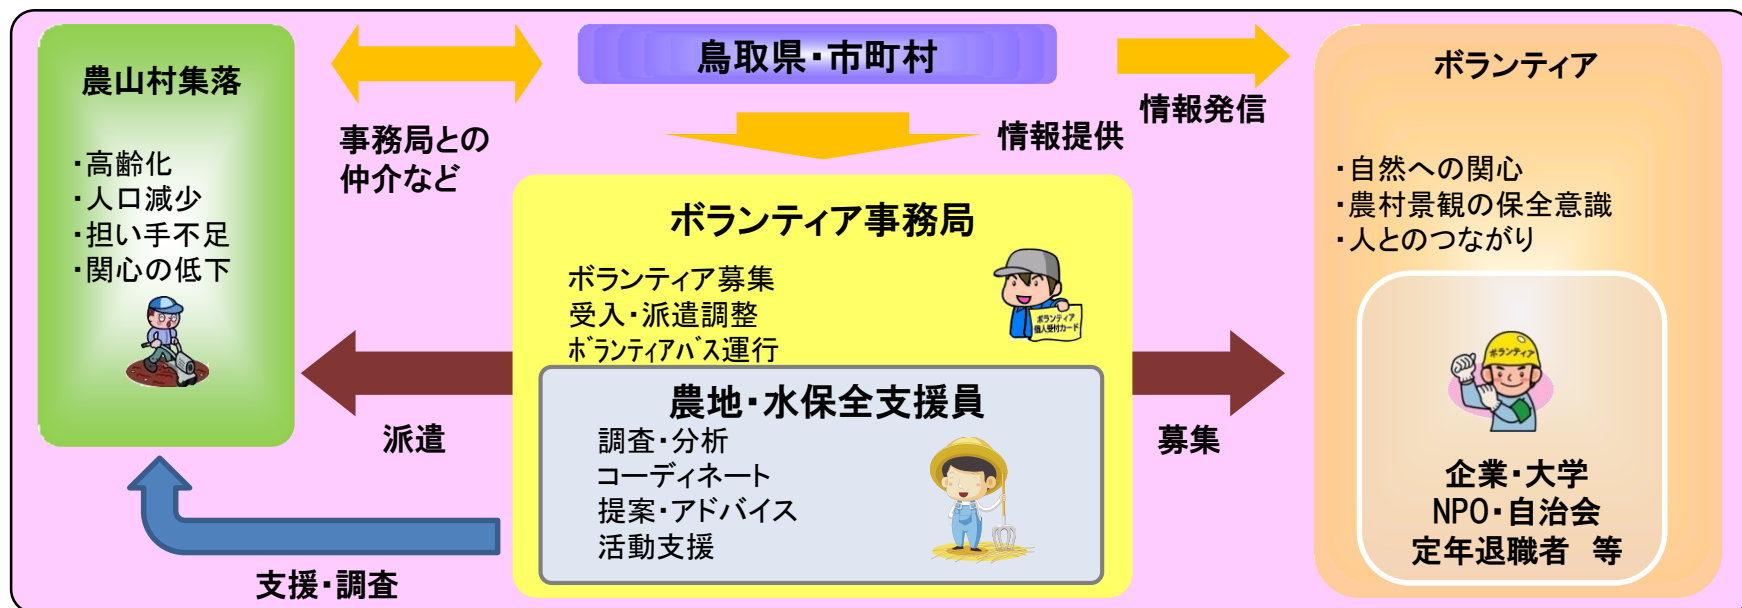 農山村集落
・高齢化
・人口減少
・担い手不足
・関心の低下
事務局との
仲介など
鳥取県・市町村
情報提供
情報発信
ボランティア事務局
ボランティア募集
受入・派遣調整
ボランティアバス運行
ボランティア
個人受付カード
農地・水保全支援員
調査・分析
コーディネート
提案・アドバイス
活動支援
派遣
支援・調査
募集
ボランティア
・自然への関心
・農村景観の保全意識
・人とのつながり
ボランティア
企業・大学
NPO・自治会
定年退職者　等